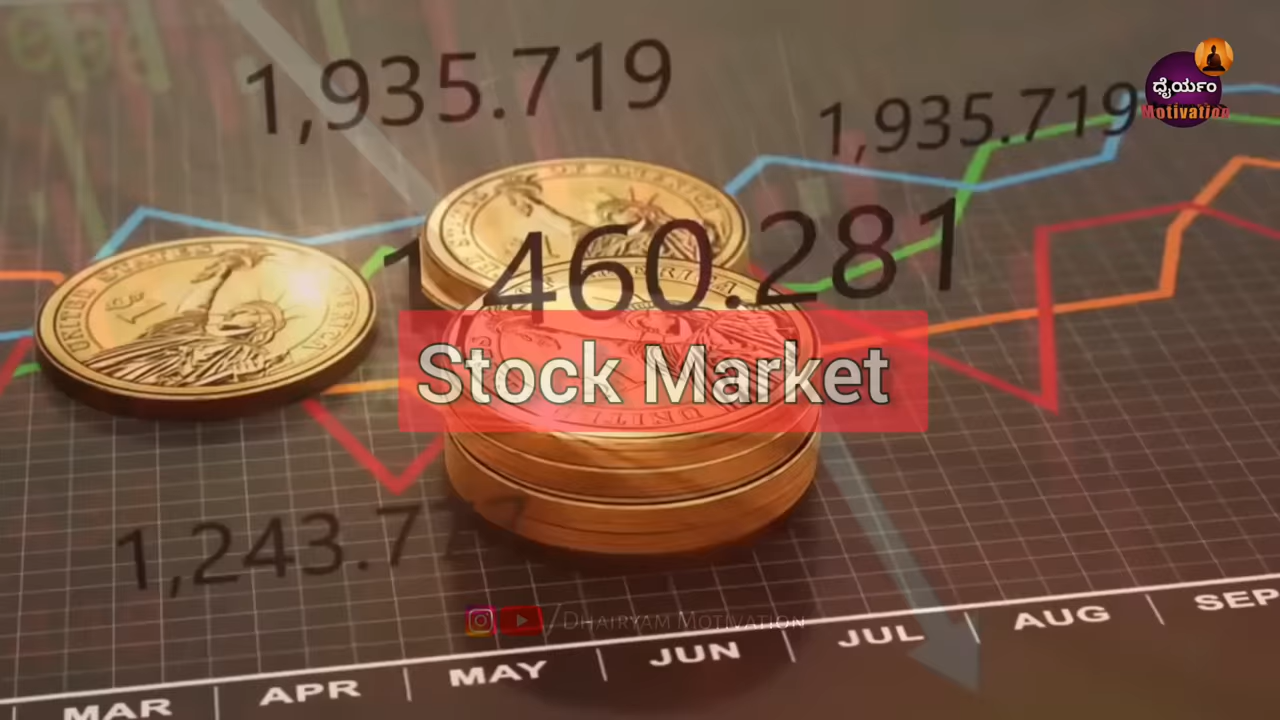 1,935.719
1,935.719
ಧೈರ್ಯಂ
Motivation
1,460.281
Stock Market
1,243.7
/Dhairyam Motivation
MAR
APR
MAY
JUN
JUL
AUG
SEP